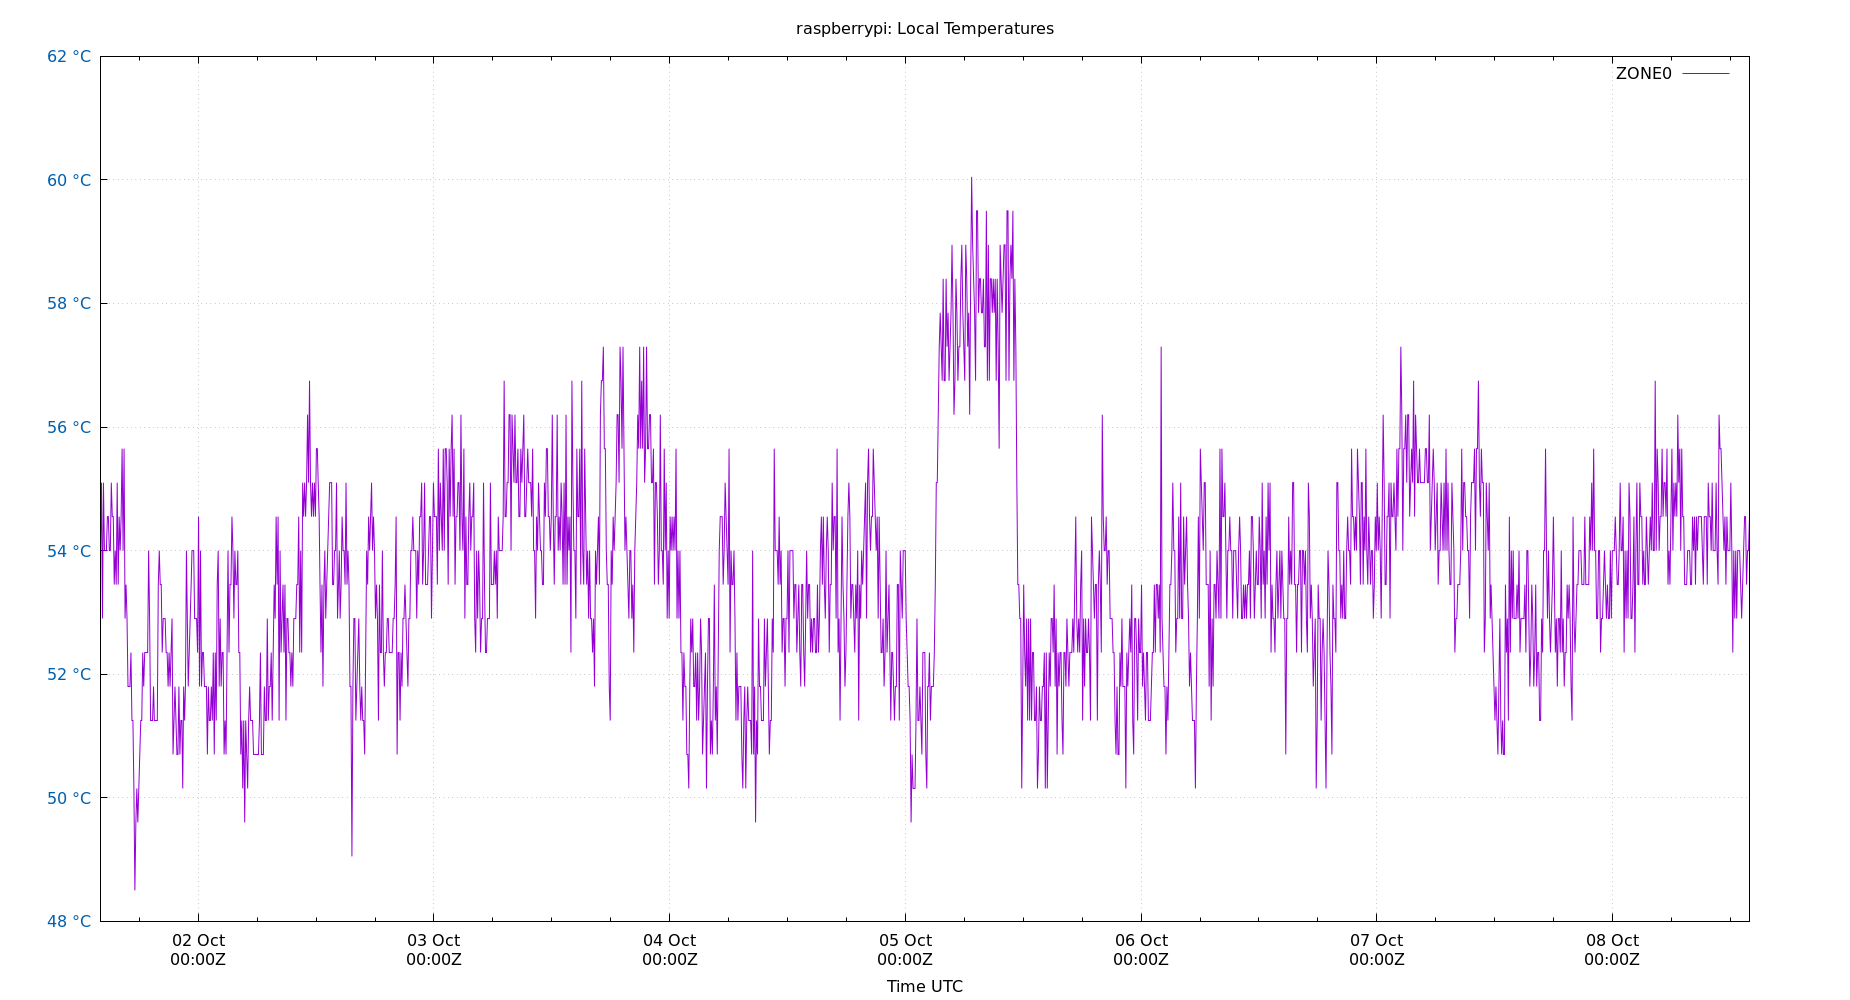 raspberrypi: Local Temperatures
62 °C
ZONE0
60 °C
58 °C
56 °C
54 °C
52 °C
50 °C
48 °C
02 Oct 03 Oct 04 Oct 05 Oct 06 Oct 07 Oct 08 Oct
00:00Z 00:00Z 00:00Z 00:00Z 00:00Z 00:00Z 00:00Z
Time UTC